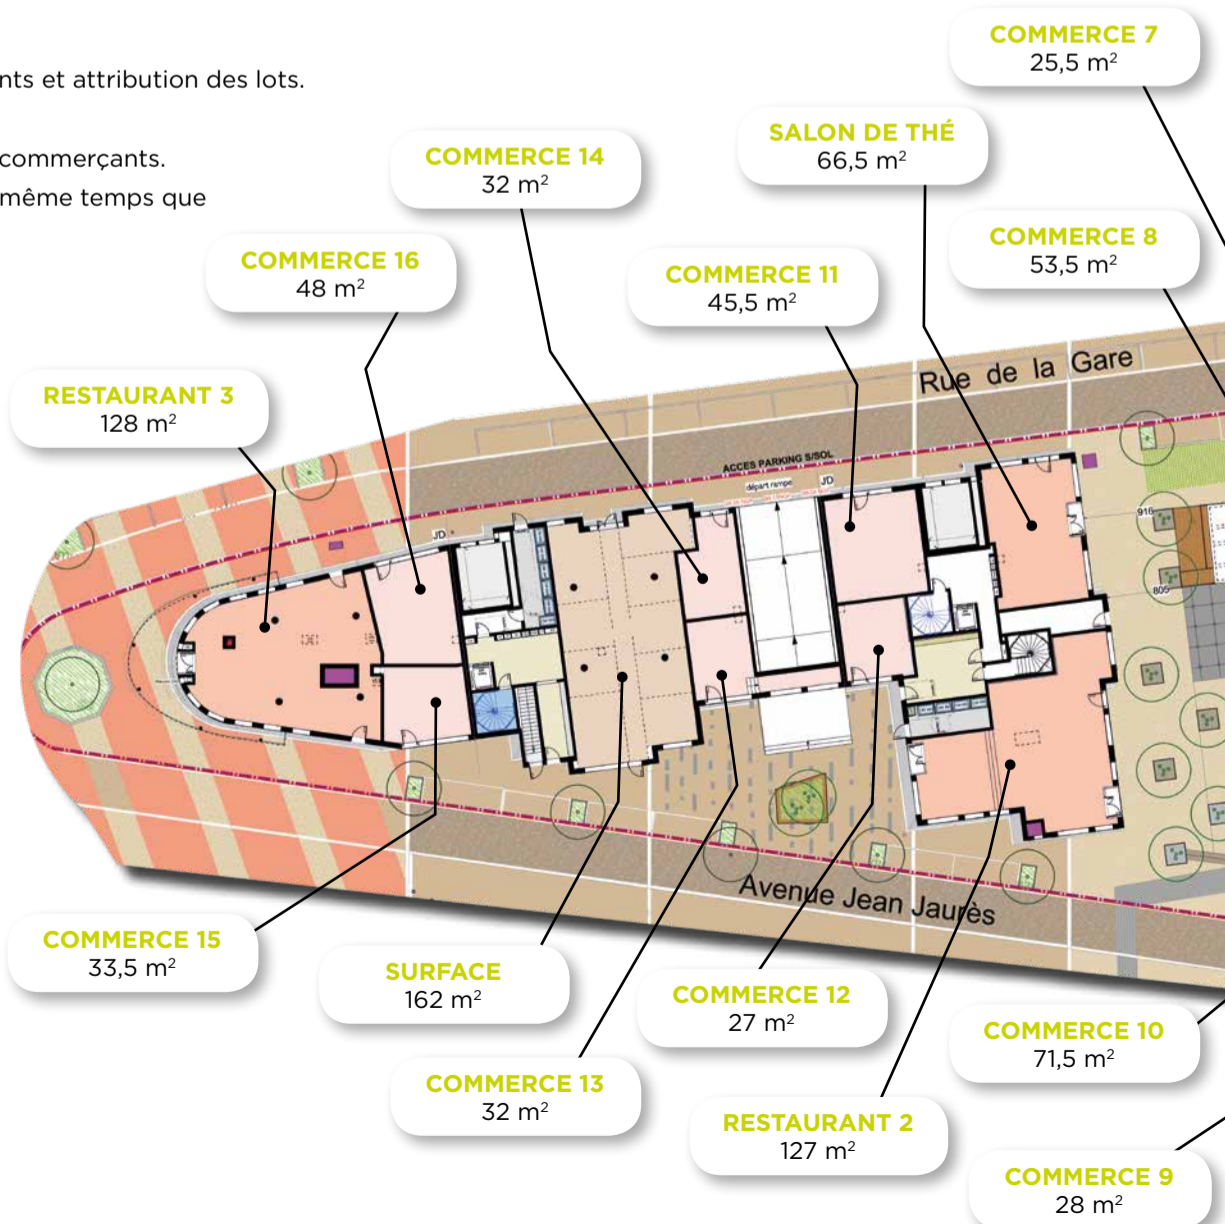 nts et attribution des lots.
commerçants.
même temps que
COMMERCE 7
25,5 m²
SALON DE THÉ
66,5 m²
COMMERCE 14
32 m²
COMMERCE 16
48 m²
COMMERCE 11
45,5 m²
COMMERCE 8
53,5 m²
RESTAURANT 3
128 m²
Rue de la Gare
ACCES PARKING S/SOL
départ rampe
JD
JD
916
805
Avenue Jean Jaurès
COMMERCE 15
33,5 m²
SURFACE
162 m²
COMMERCE 12
27 m²
COMMERCE 10
71,5 m²
COMMERCE 13
32 m²
RESTAURANT 2
127 m²
COMMERCE 9
28 m²